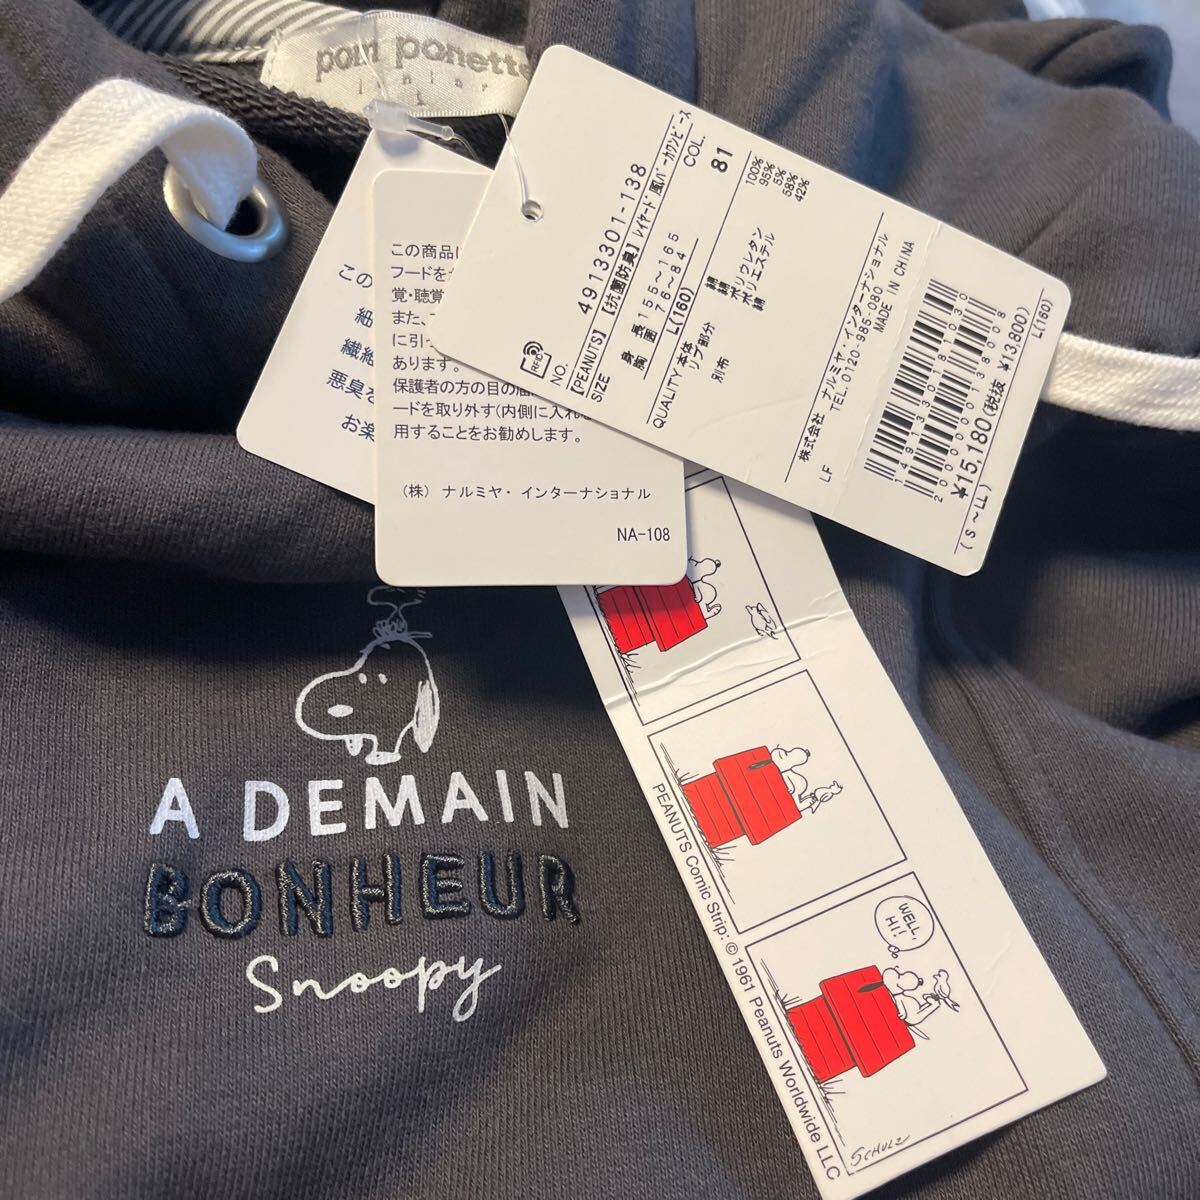 pom ponette
junior
L
NO. 4913301-138
【PEANUTS】【抗菌防臭】レイヤード風パーカワンピース
SIZE
身 長 155～165
胸 囲 76～84
L(160)
COL.
81
QUALITY 本体 綿 100%
リブ部分 綿 95%
ポリウレタン 5%
別布 ポリエステル 58%
綿 42%
株式会社 ナルミヤ・インターナショナル
TEL.0120-985-080
MADE IN CHINA
LF
¥15,180(税抜 ¥13,800)
(S～LL)
L(160)
RFID
この
お楽
この商品に
フードを
覚・聴覚
また、
に引っ
あります。
保護者の方の目の届
ードを取り外す(内側に入れ
用することをお勧めします。
(株) ナルミヤ・インターナショナル
NA-108
A DEMAIN
BONHEUR
Snoopy
WELL, HI!
SCHULZ
PEANUTS Comic Strip: © 1961 Peanuts Worldwide LLC